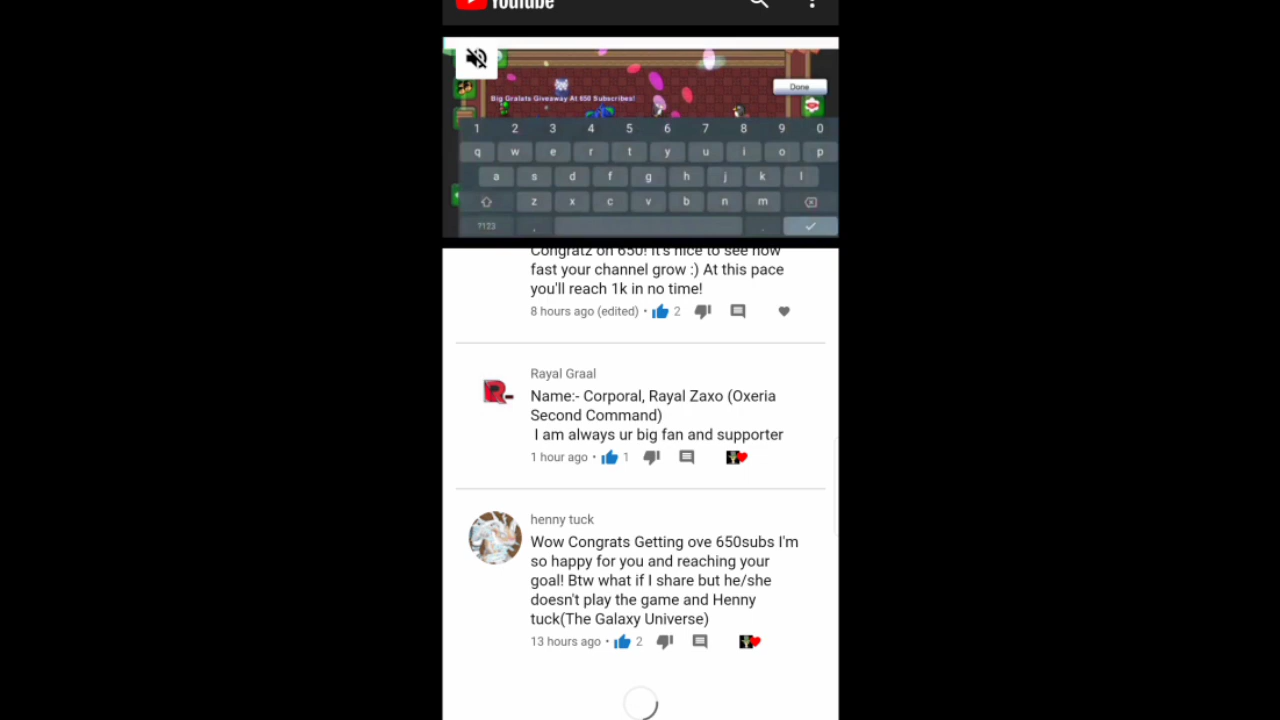 YouTube
Done
Big Gralats Giveaway At 650 Subscribes!
1 2 3 4 5 6 7 8 9 0
q w e r t y u i o p
a s d f g h j k l
z x c v b n m
?123 , .
Congratz on 650! It's nice to see how
fast your channel grow :) At this pace
you'll reach 1k in no time!
8 hours ago (edited) • 2
Rayal Graal
Name:- Corporal, Rayal Zaxo (Oxeria
Second Command)
I am always ur big fan and supporter
1 hour ago • 1
henny tuck
Wow Congrats Getting ove 650subs I'm
so happy for you and reaching your
goal! Btw what if I share but he/she
doesn't play the game and Henny
tuck(The Galaxy Universe)
13 hours ago • 2